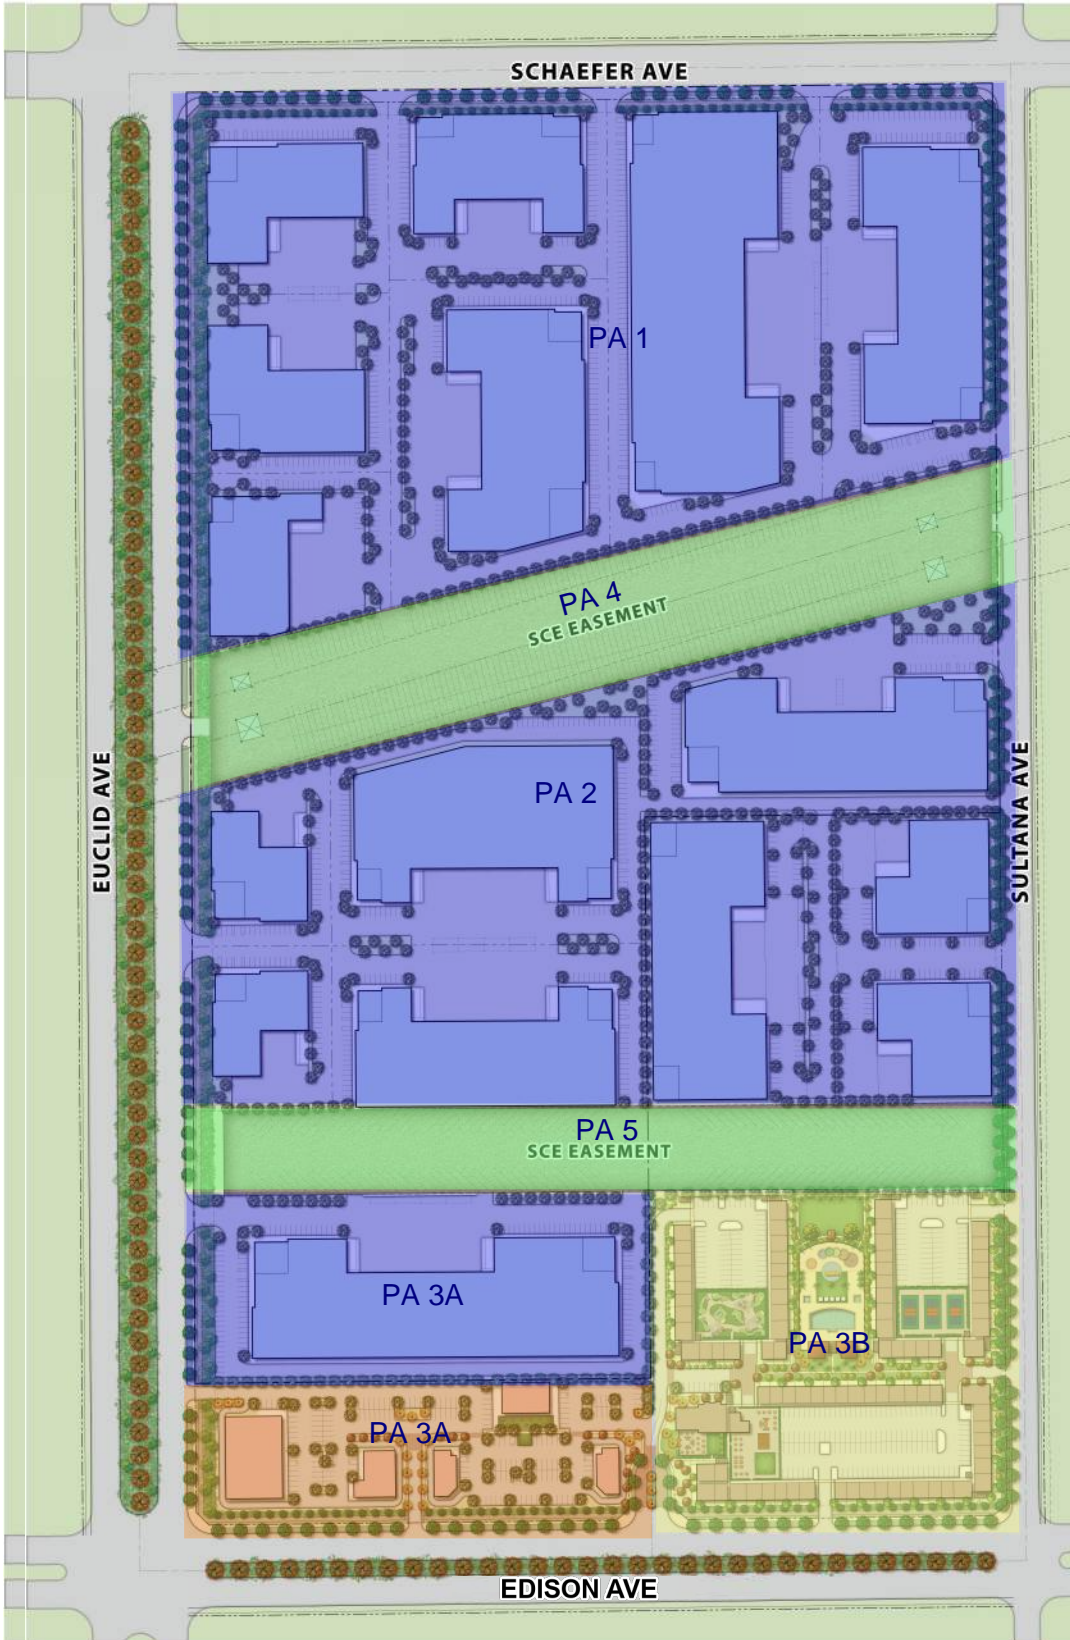 SCHAEFER AVE
PA 1
PA 4
SCE EASEMENT
EUCLID AVE
PA 2
SULTANA AVE
PA 5
SCE EASEMENT
PA 3A
PA 3B
PA 3A
EDISON AVE